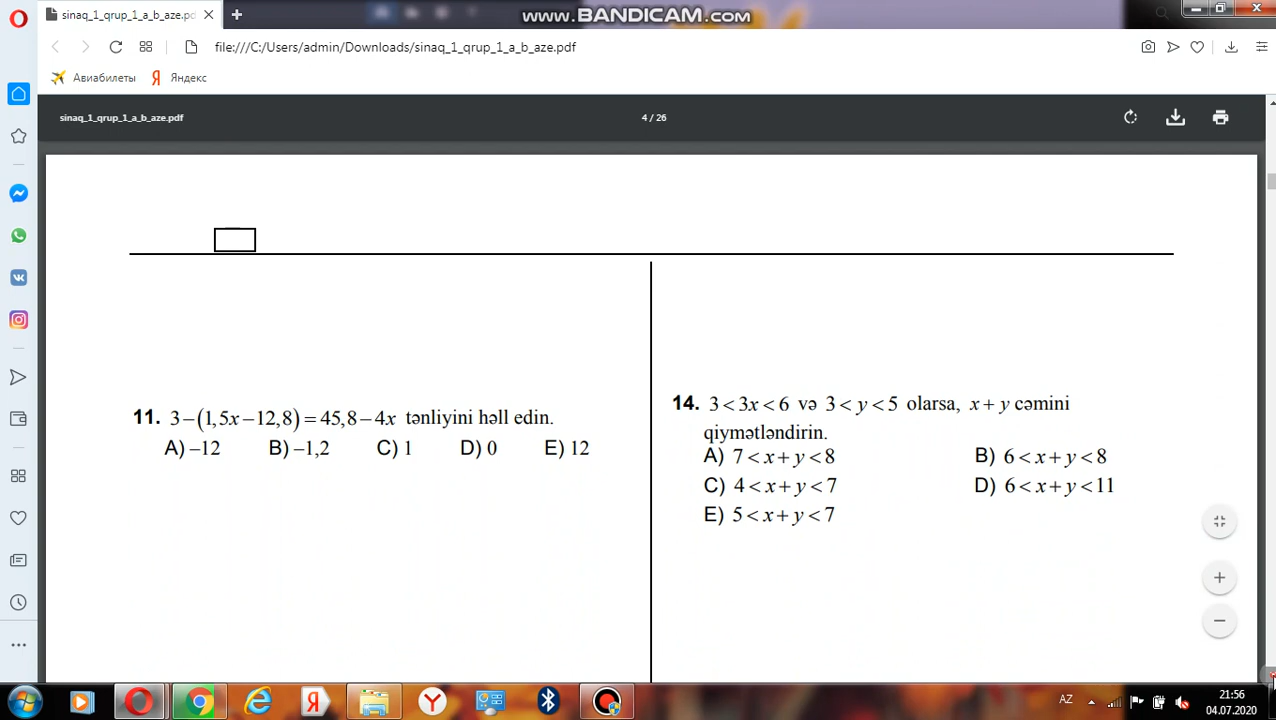 sinaq_1_qrup_1_a_b_aze.pd
www.BANDICAM.com
file:///C:/Users/admin/Downloads/sinaq_1_qrup_1_a_b_aze.pdf
Авиабилеты
Яндекс
sinaq_1_qrup_1_a_b_aze.pdf
4 / 26
11. 3−(1,5x−12,8)=45,8−4x tənliyini həll edin.
A) −12 B) −1,2 C) 1 D) 0 E) 12
14. 3<3x<6 və 3<y<5 olarsa, x+y cəmini
qiymətləndirin.
A) 7<x+y<8 B) 6<x+y<8
C) 4<x+y<7 D) 6<x+y<11
E) 5<x+y<7
AZ
21:56
04.07.2020